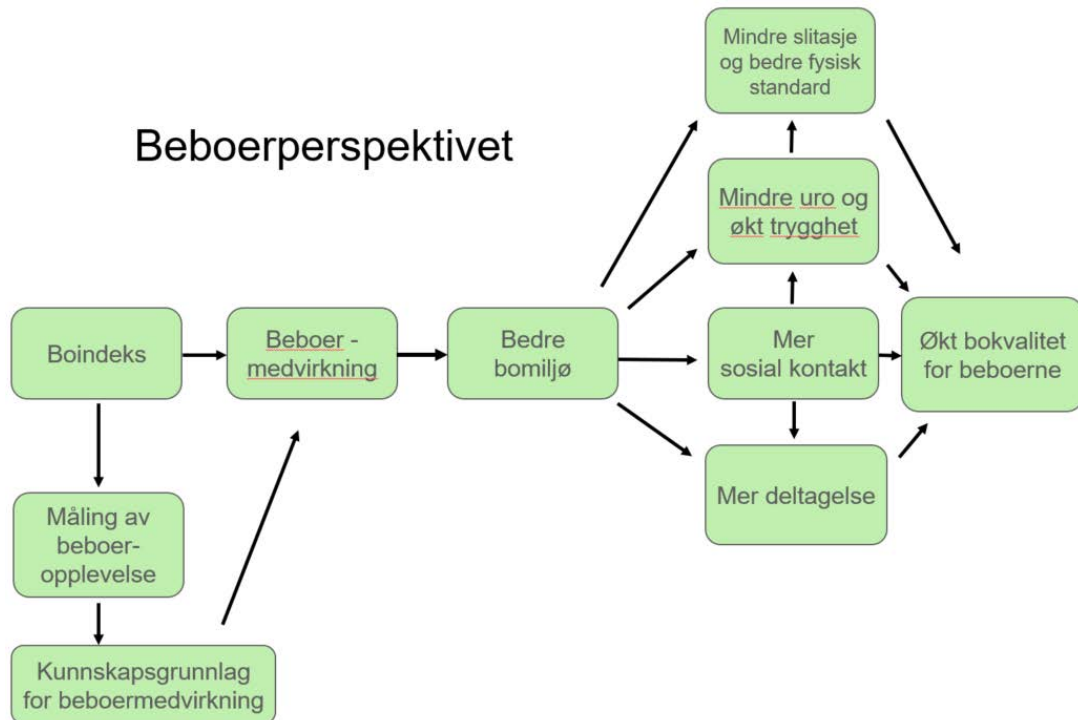 Beboerperspektivet
Mindre slitasje
og bedre fysisk
standard
Mindre uro og
økt trygghet
Boindeks
Beboer -
medvirkning
Bedre
bomiljø
Mer
sosial kontakt
Økt bokvalitet
for beboerne
Mer deltagelse
Måling av
beboer-
opplevelse
Kunnskapsgrunnlag
for beboermedvirkning